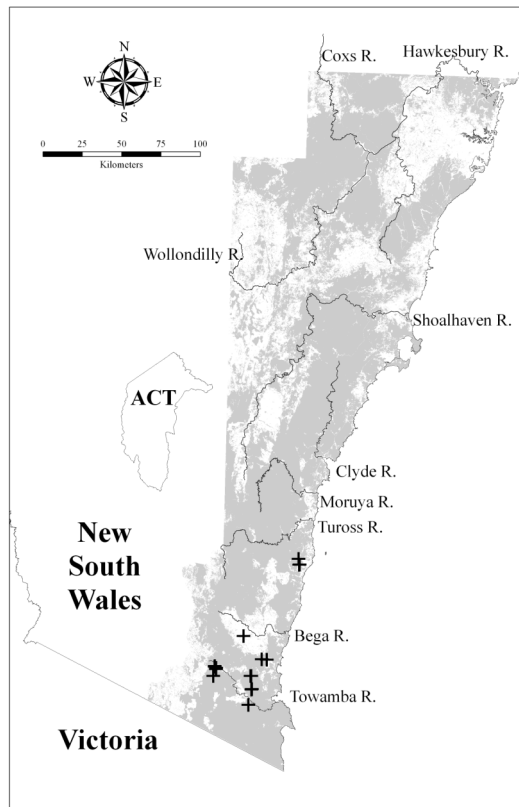 Coxs R.
Hawkesbury R.
N
W E
S
0 25 50 75 100
Kilometers
Wollondilly R.
Shoalhaven R.
ACT
Clyde R.
Moruya R.
Tuross R.
New
South
Wales
Bega R.
Towamba R.
Victoria